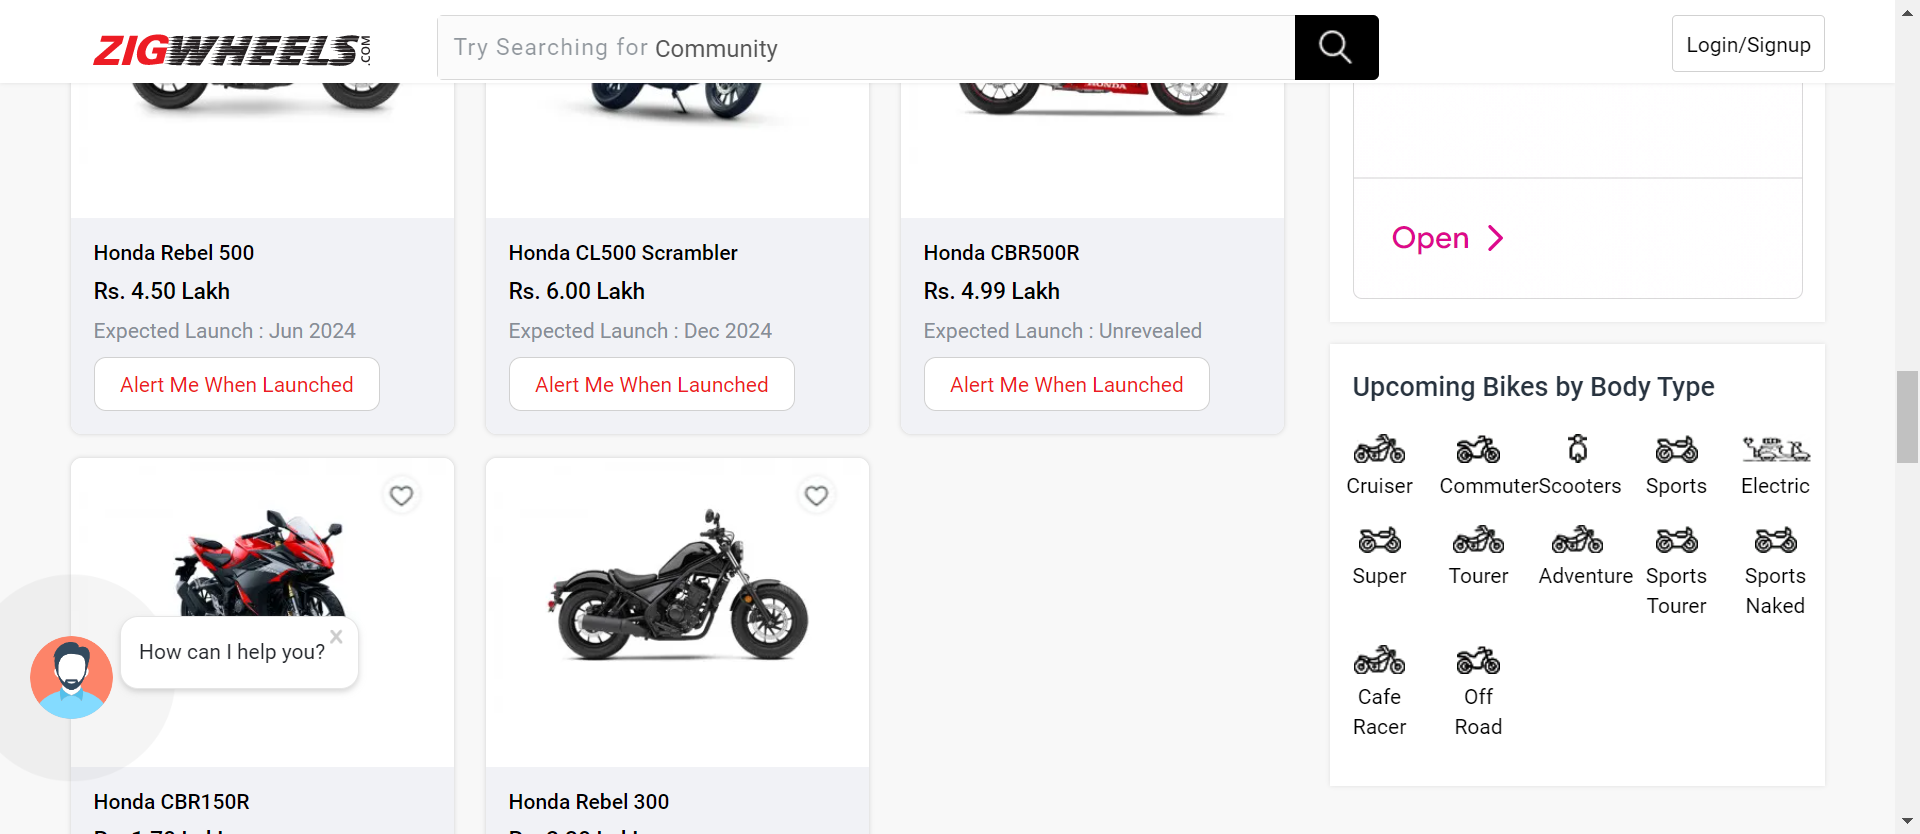 ZIGWHEELS.COM
Try Searching for Community
Login/Signup
HONDA
Honda Rebel 500
Rs. 4.50 Lakh
Expected Launch : Jun 2024
Alert Me When Launched
Honda CL500 Scrambler
Rs. 6.00 Lakh
Expected Launch : Dec 2024
Alert Me When Launched
Honda CBR500R
Rs. 4.99 Lakh
Expected Launch : Unrevealed
Alert Me When Launched
Open
Upcoming Bikes by Body Type
Cruiser
Commuter
Scooters
Sports
Electric
Super
Tourer
Adventure
Sports
Tourer
Sports
Naked
Cafe
Racer
Off
Road
How can I help you?
x
Honda CBR150R
Honda Rebel 300